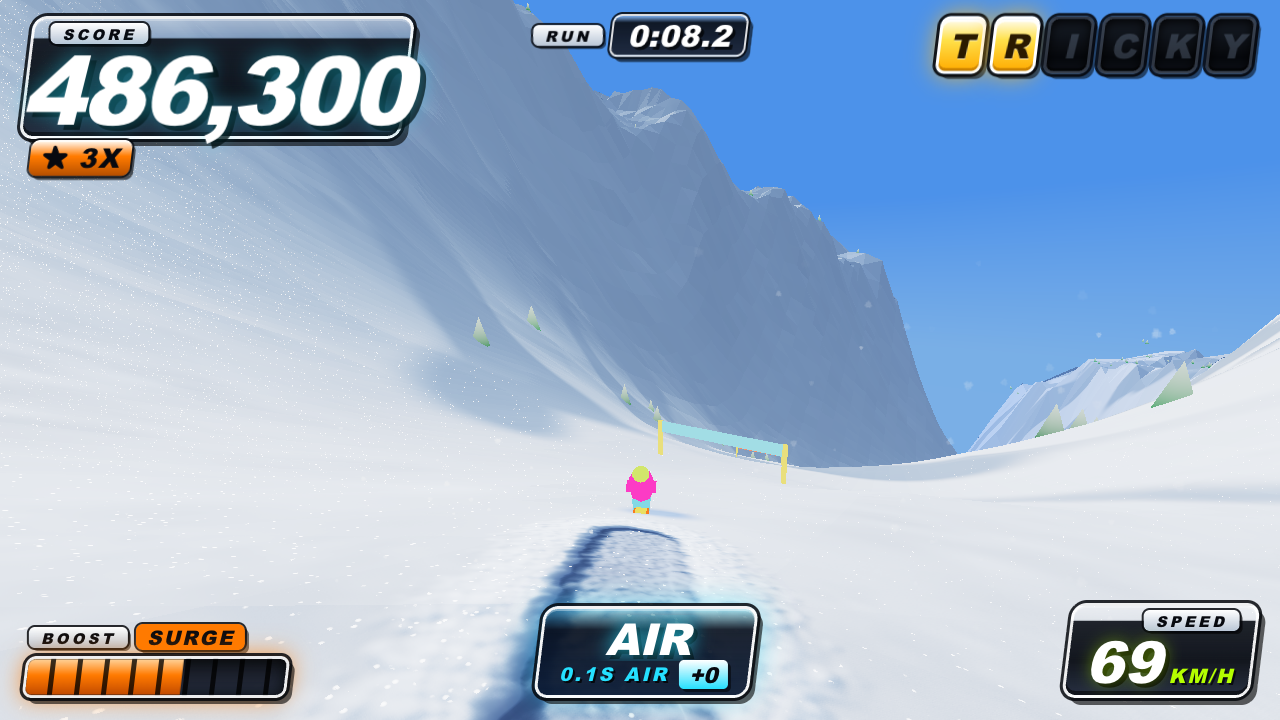 SCORE
486,300
★ 3X
RUN 0:08.2
T R I C K Y
BOOST SURGE
AIR
0.1S AIR +0
SPEED
69 KM/H